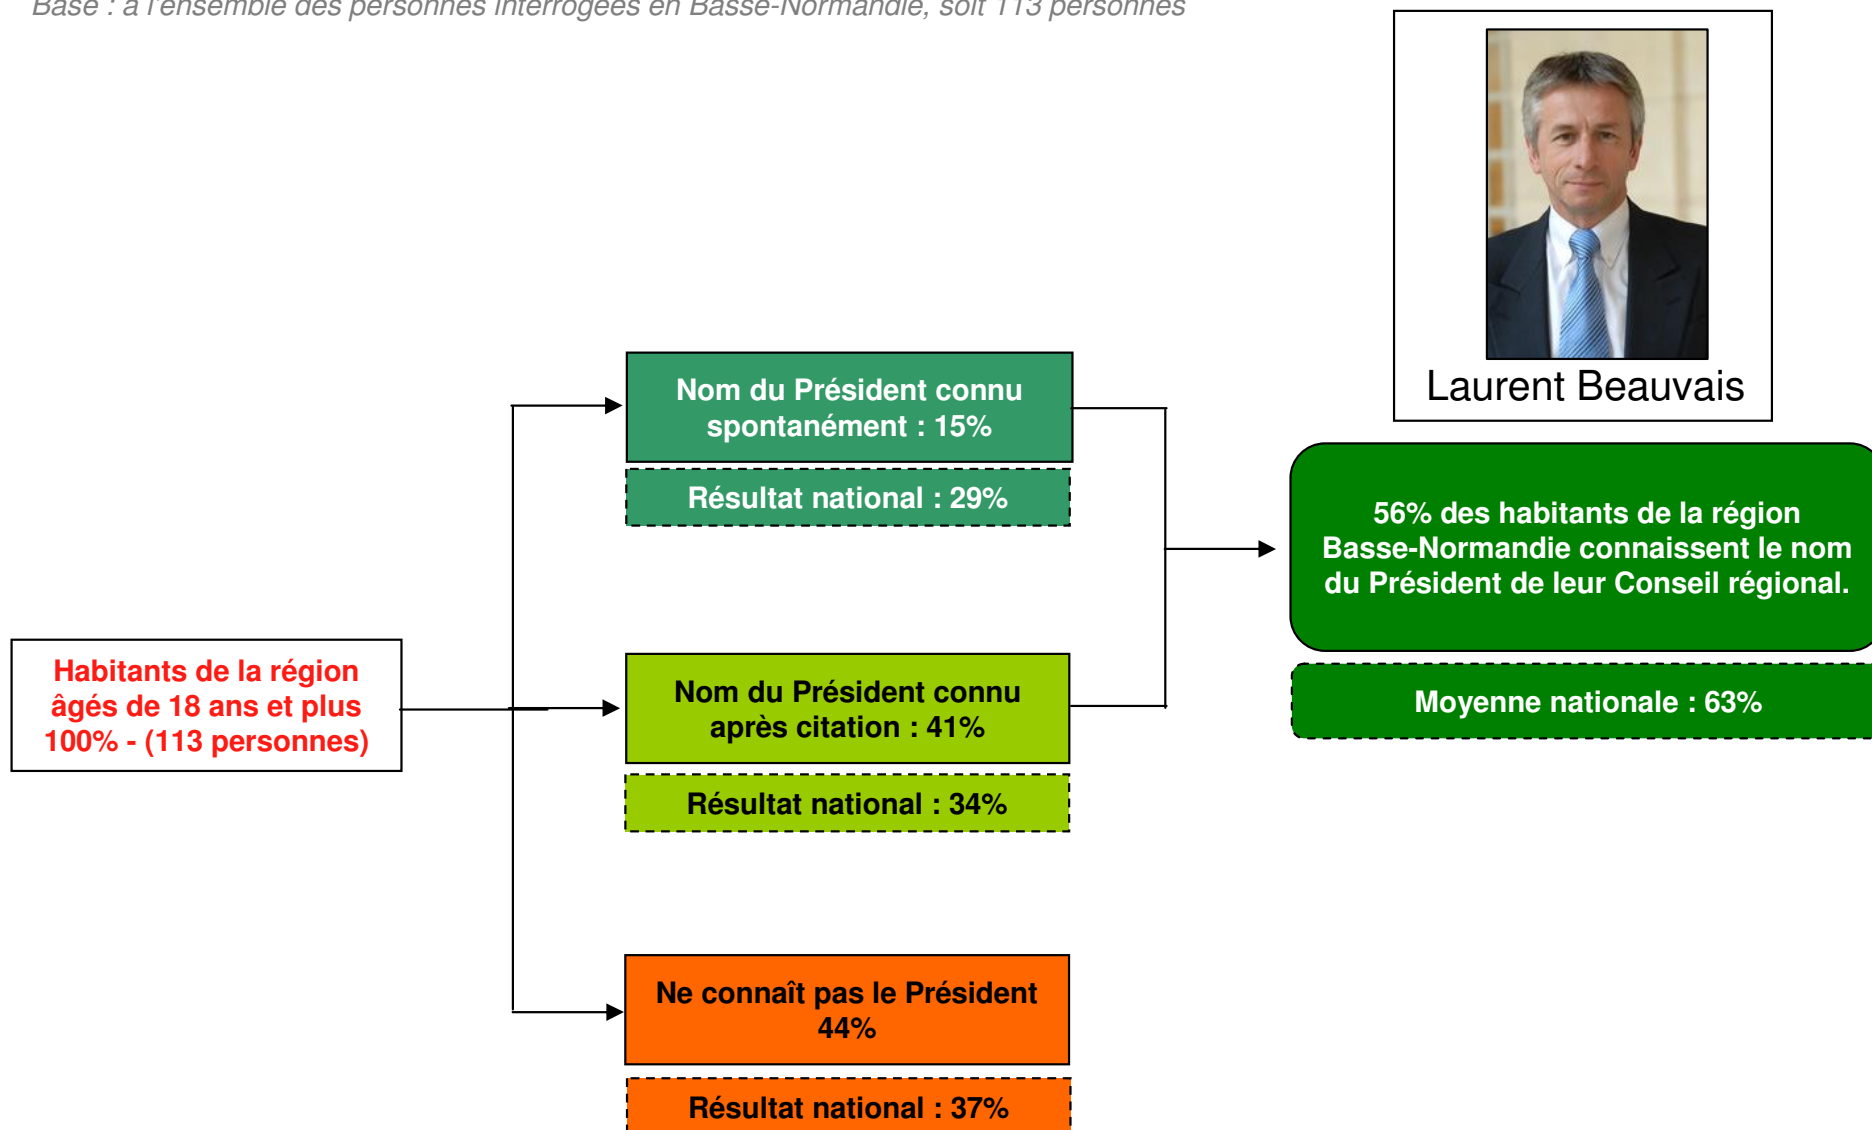 Base : à l'ensemble des personnes interrogées en Basse-Normandie, soit 113 personnes
Laurent Beauvais
Nom du Président connu
spontanément : 15%
Résultat national : 29%
56% des habitants de la région
Basse-Normandie connaissent le nom
du Président de leur Conseil régional.
Moyenne nationale : 63%
Habitants de la région
âgés de 18 ans et plus
100% - (113 personnes)
Nom du Président connu
après citation : 41%
Résultat national : 34%
Ne connaît pas le Président
44%
Résultat national : 37%